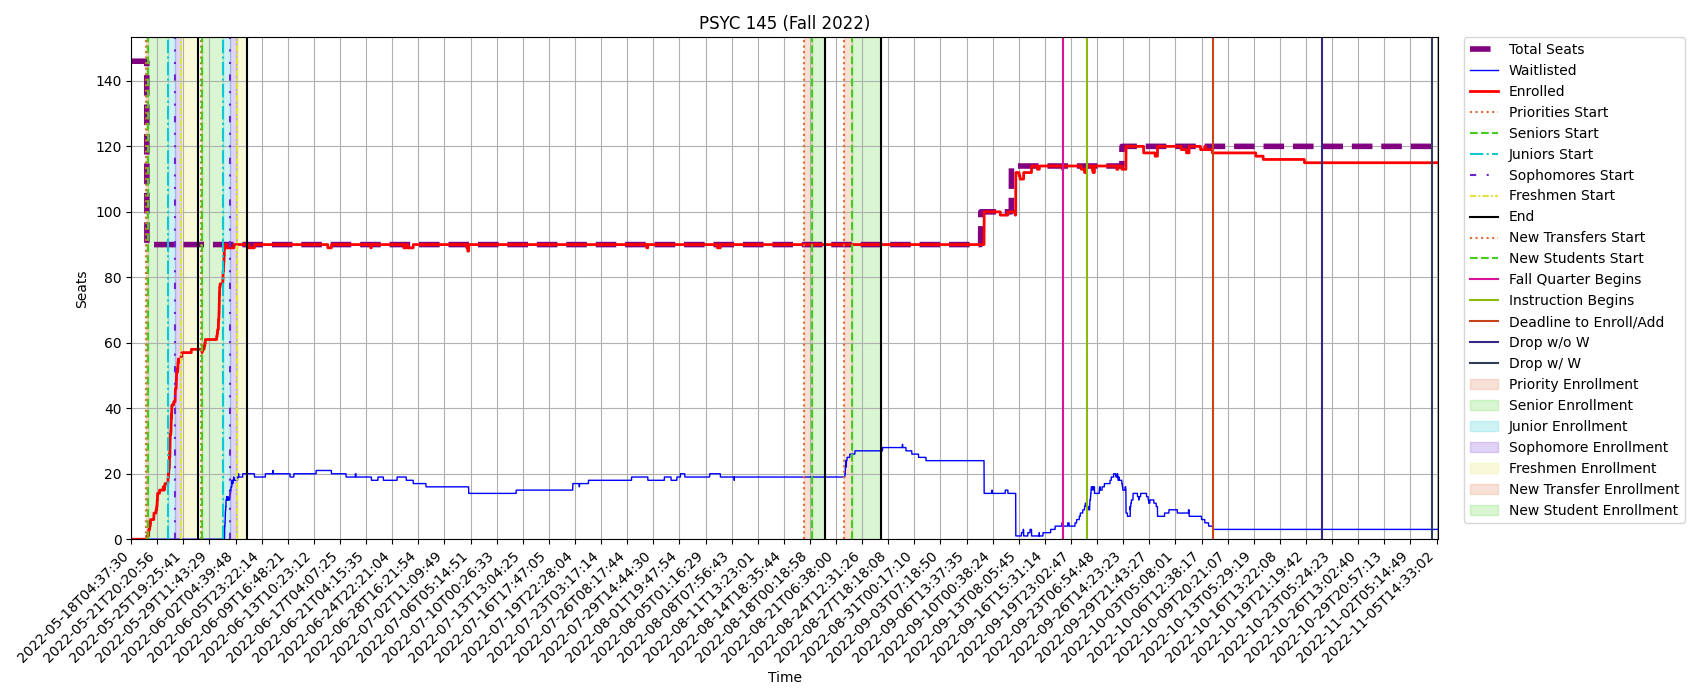 PSYC 145 (Fall 2022)
Seats
140
120
100
80
60
40
20
0
2022-05-18T04:37:30
2022-05-21T20:20:56
2022-05-25T19:25:41
2022-05-29T11:43:29
2022-06-02T04:39:48
2022-06-05T23:22:14
2022-06-09T16:48:21
2022-06-13T10:23:12
2022-06-17T04:07:25
2022-06-21T04:15:35
2022-06-24T22:21:04
2022-06-28T16:21:54
2022-07-02T11:09:49
2022-07-06T05:14:51
2022-07-10T00:26:33
2022-07-13T13:04:25
2022-07-16T17:47:05
2022-07-19T22:28:04
2022-07-23T03:17:14
2022-07-26T08:17:44
2022-07-29T14:44:30
2022-08-01T19:47:54
2022-08-05T01:16:29
2022-08-08T07:56:43
2022-08-11T13:23:01
2022-08-14T18:35:44
2022-08-18T00:18:58
2022-08-21T06:38:00
2022-08-24T12:31:26
2022-08-27T18:18:08
2022-08-31T00:17:10
2022-09-03T07:18:50
2022-09-06T13:37:35
2022-09-10T00:38:24
2022-09-13T08:05:45
2022-09-16T15:31:14
2022-09-19T23:02:47
2022-09-23T06:54:48
2022-09-26T14:23:23
2022-09-29T21:43:27
2022-10-03T05:08:01
2022-10-06T12:38:17
2022-10-09T20:21:07
2022-10-13T05:29:19
2022-10-16T13:22:08
2022-10-19T21:19:42
2022-10-23T05:24:23
2022-10-26T13:02:40
2022-10-29T20:57:13
2022-11-02T05:14:49
2022-11-05T14:33:02
Time
Total Seats
Waitlisted
Enrolled
Priorities Start
Seniors Start
Juniors Start
Sophomores Start
Freshmen Start
End
New Transfers Start
New Students Start
Fall Quarter Begins
Instruction Begins
Deadline to Enroll/Add
Drop w/o W
Drop w/ W
Priority Enrollment
Senior Enrollment
Junior Enrollment
Sophomore Enrollment
Freshmen Enrollment
New Transfer Enrollment
New Student Enrollment